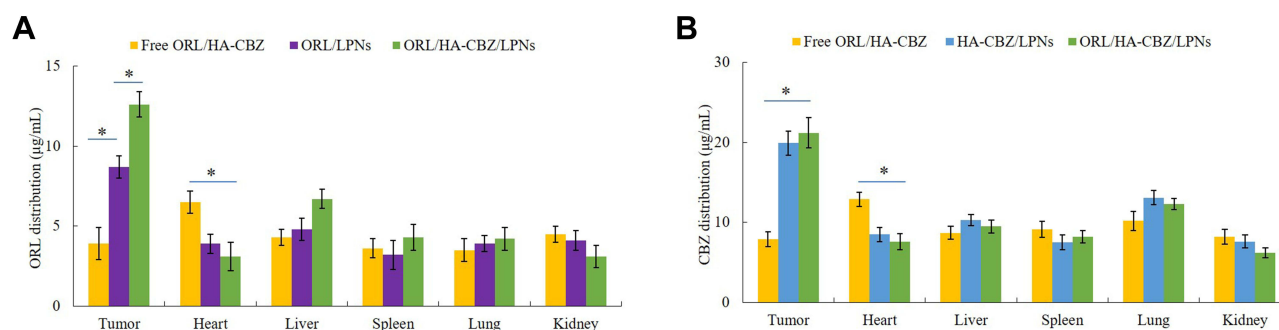 A
Free ORL/HA-CBZ ORL/LPNs ORL/HA-CBZ/LPNs
ORL distribution (μg/mL)
15
10
5
0
*
*
*
Tumor Heart Liver Spleen Lung Kidney
B
Free ORL/HA-CBZ HA-CBZ/LPNs ORL/HA-CBZ/LPNs
CBZ distribution (μg/mL)
30
20
10
0
*
*
Tumor Heart Liver Spleen Lung Kidney